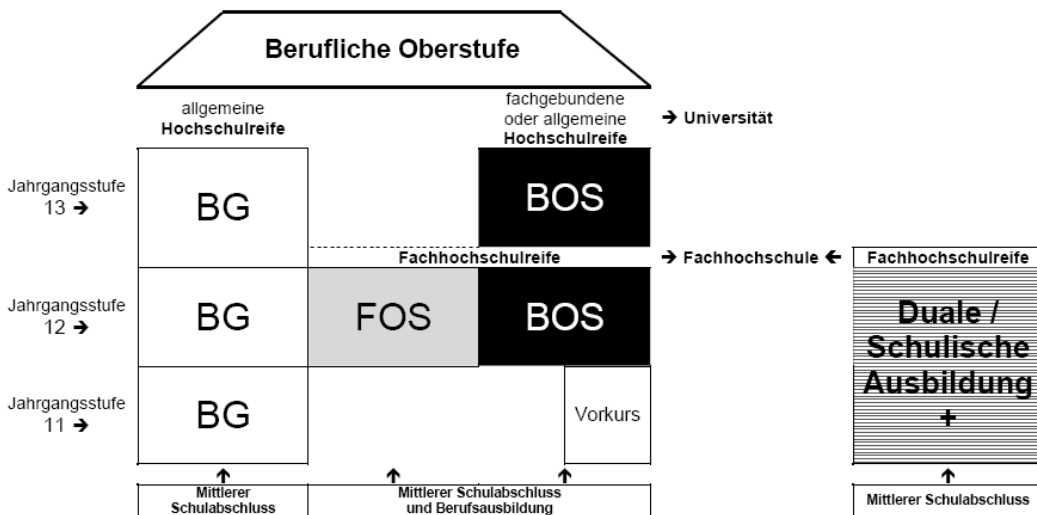 Berufliche Oberstufe
allgemeine
Hochschulreife
fachgebundene
oder allgemeine
Hochschulreife
➔ Universität
Jahrgangsstufe
13 ➔
BG
BOS
Fachhochschulreife
➔ Fachhochschule ←
Fachhochschulreife
Jahrgangsstufe
12 ➔
BG
FOS
BOS
Duale /
Schulische
Ausbildung
+
Jahrgangsstufe
11 ➔
BG
Vorkurs
Mittlerer
Schulabschluss
Mittlerer Schulabschluss
und Berufsausbildung
Mittlerer Schulabschluss